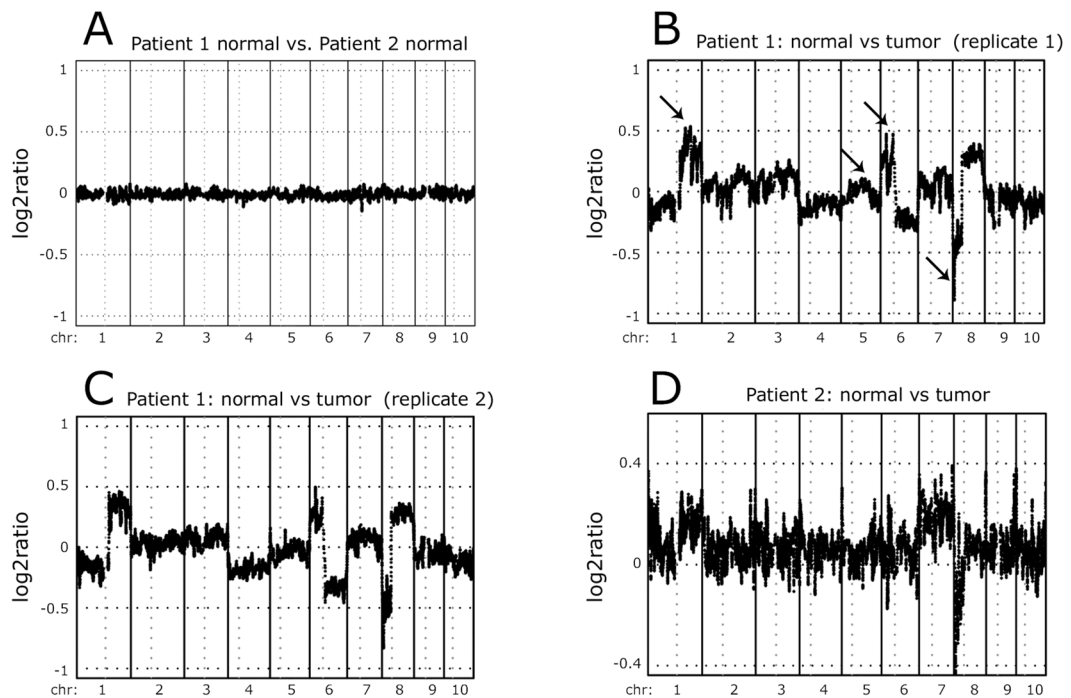 A
Patient 1 normal vs. Patient 2 normal
1
0.5
0
-0.5
-1
log2ratio
chr: 1 2 3 4 5 6 7 8 9 10
B
Patient 1: normal vs tumor (replicate 1)
1
0.5
0
-0.5
-1
log2ratio
chr: 1 2 3 4 5 6 7 8 9 10
C
Patient 1: normal vs tumor (replicate 2)
1
0.5
0
-0.5
-1
log2ratio
chr: 1 2 3 4 5 6 7 8 9 10
D
Patient 2: normal vs tumor
0.4
0
-0.4
log2ratio
chr: 1 2 3 4 5 6 7 8 9 10